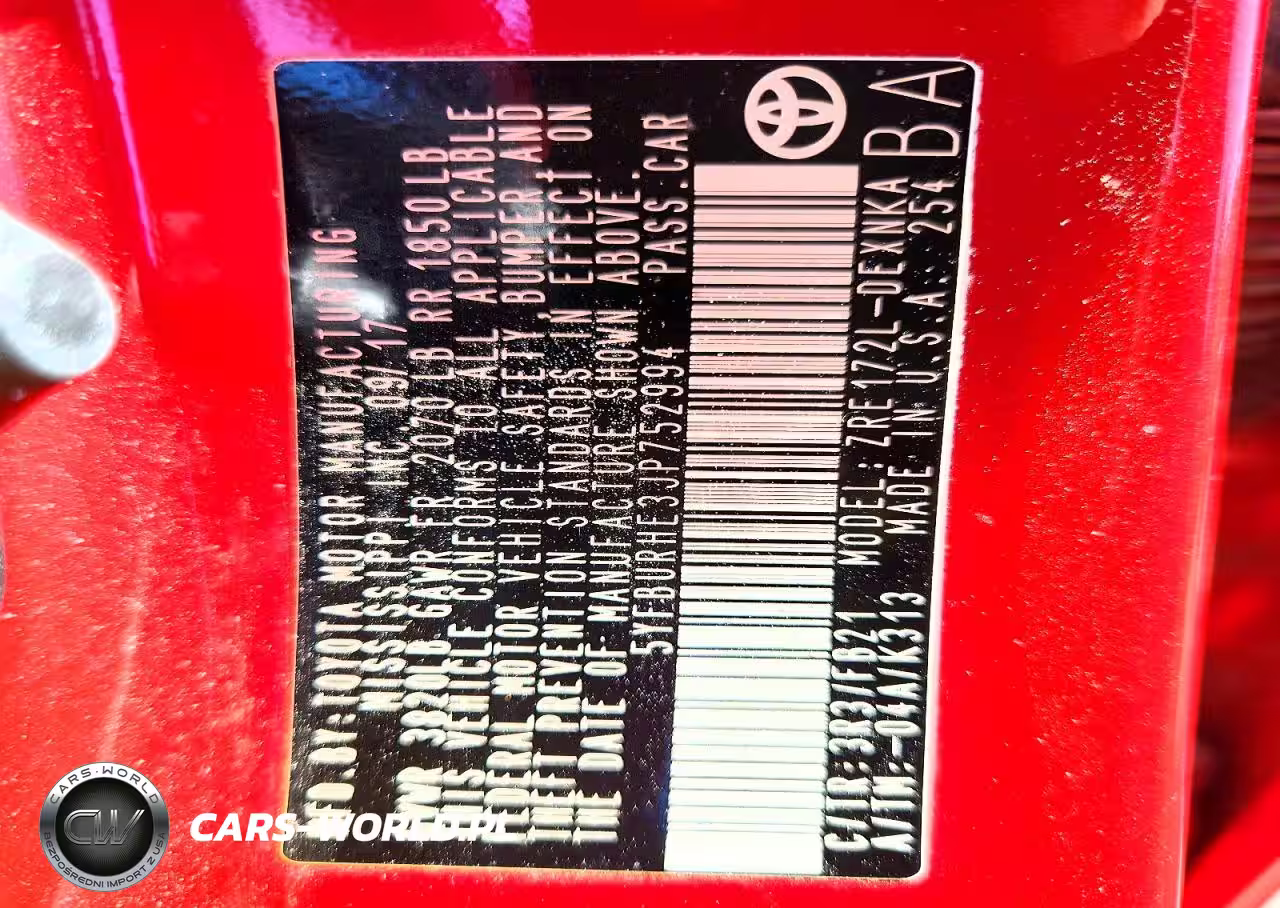 MFD.BY:TOYOTA MOTOR MANUFACTURING
MISSISSIPPI INC 09/17
GVWR 3820LB GAWR FR 2070LB RR 1850LB
THIS VEHICLE CONFORMS TO ALL APPLICABLE
FEDERAL MOTOR VEHICLE SAFETY, BUMPER AND
THEFT PREVENTION STANDARDS IN EFFECT ON
THE DATE OF MANUFACTURE SHOWN ABOVE.
5YFBURHE3JP752994 PASS.CAR
C/TR:3R3/FB21 MODEL:ZRE172L-DEXNKA BA
A/TM:-04AK313 MADE IN U.S.A. 254
CARS-WORLD
CW
BEZPOŚREDNI IMPORT Z USA
CARS-WORLD.PL